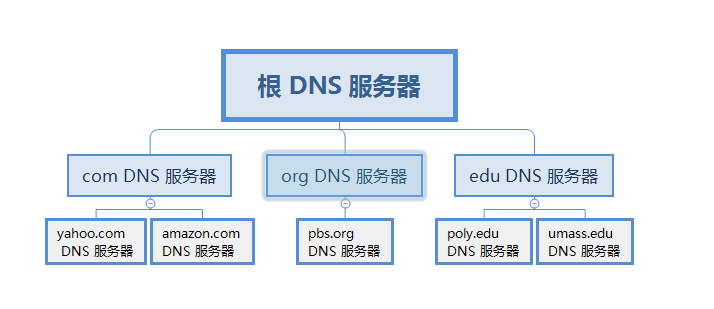 根 DNS 服务器
com DNS 服务器
org DNS 服务器
edu DNS 服务器
yahoo.com
DNS 服务器
amazon.com
DNS 服务器
pbs.org
DNS 服务器
poly.edu
DNS 服务器
umass.edu
DNS 服务器